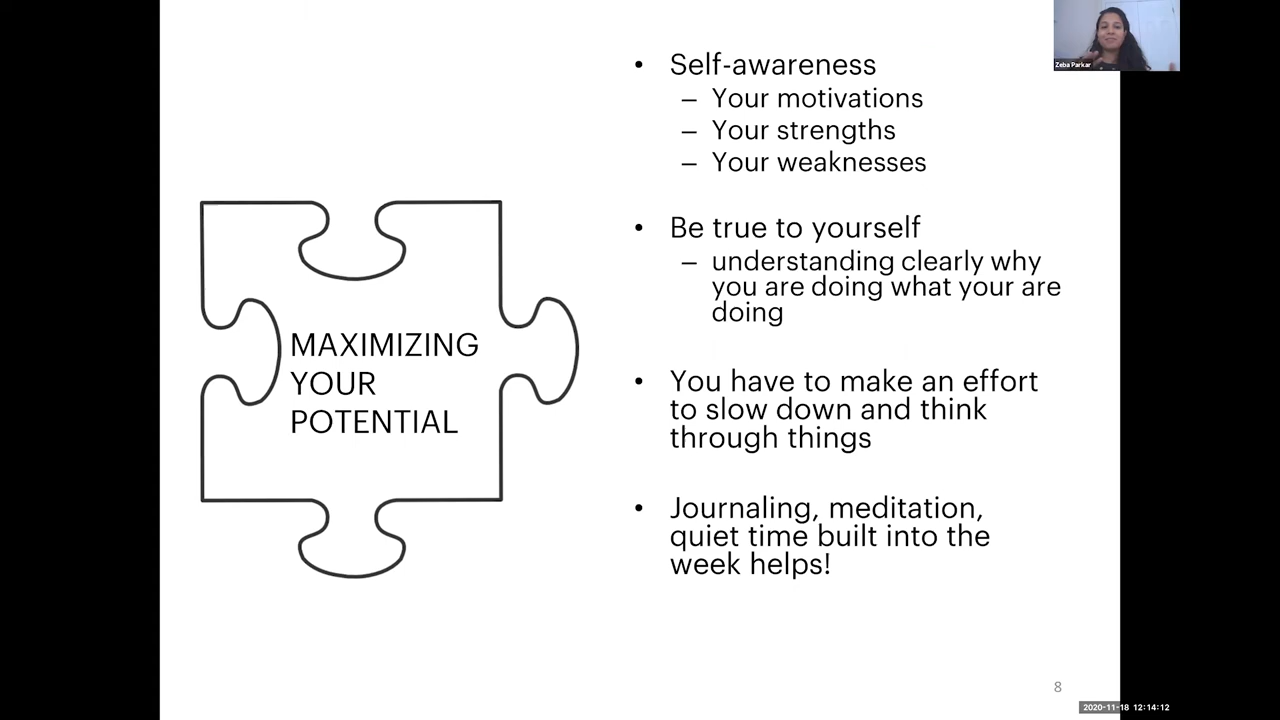 MAXIMIZING
YOUR
POTENTIAL
• Self-awareness
– Your motivations
– Your strengths
– Your weaknesses
• Be true to yourself
– understanding clearly why
you are doing what your are
doing
• You have to make an effort
to slow down and think
through things
• Journaling, meditation,
quiet time built into the
week helps!
Zeba Parkar
8
2020-11-18 12:14:12